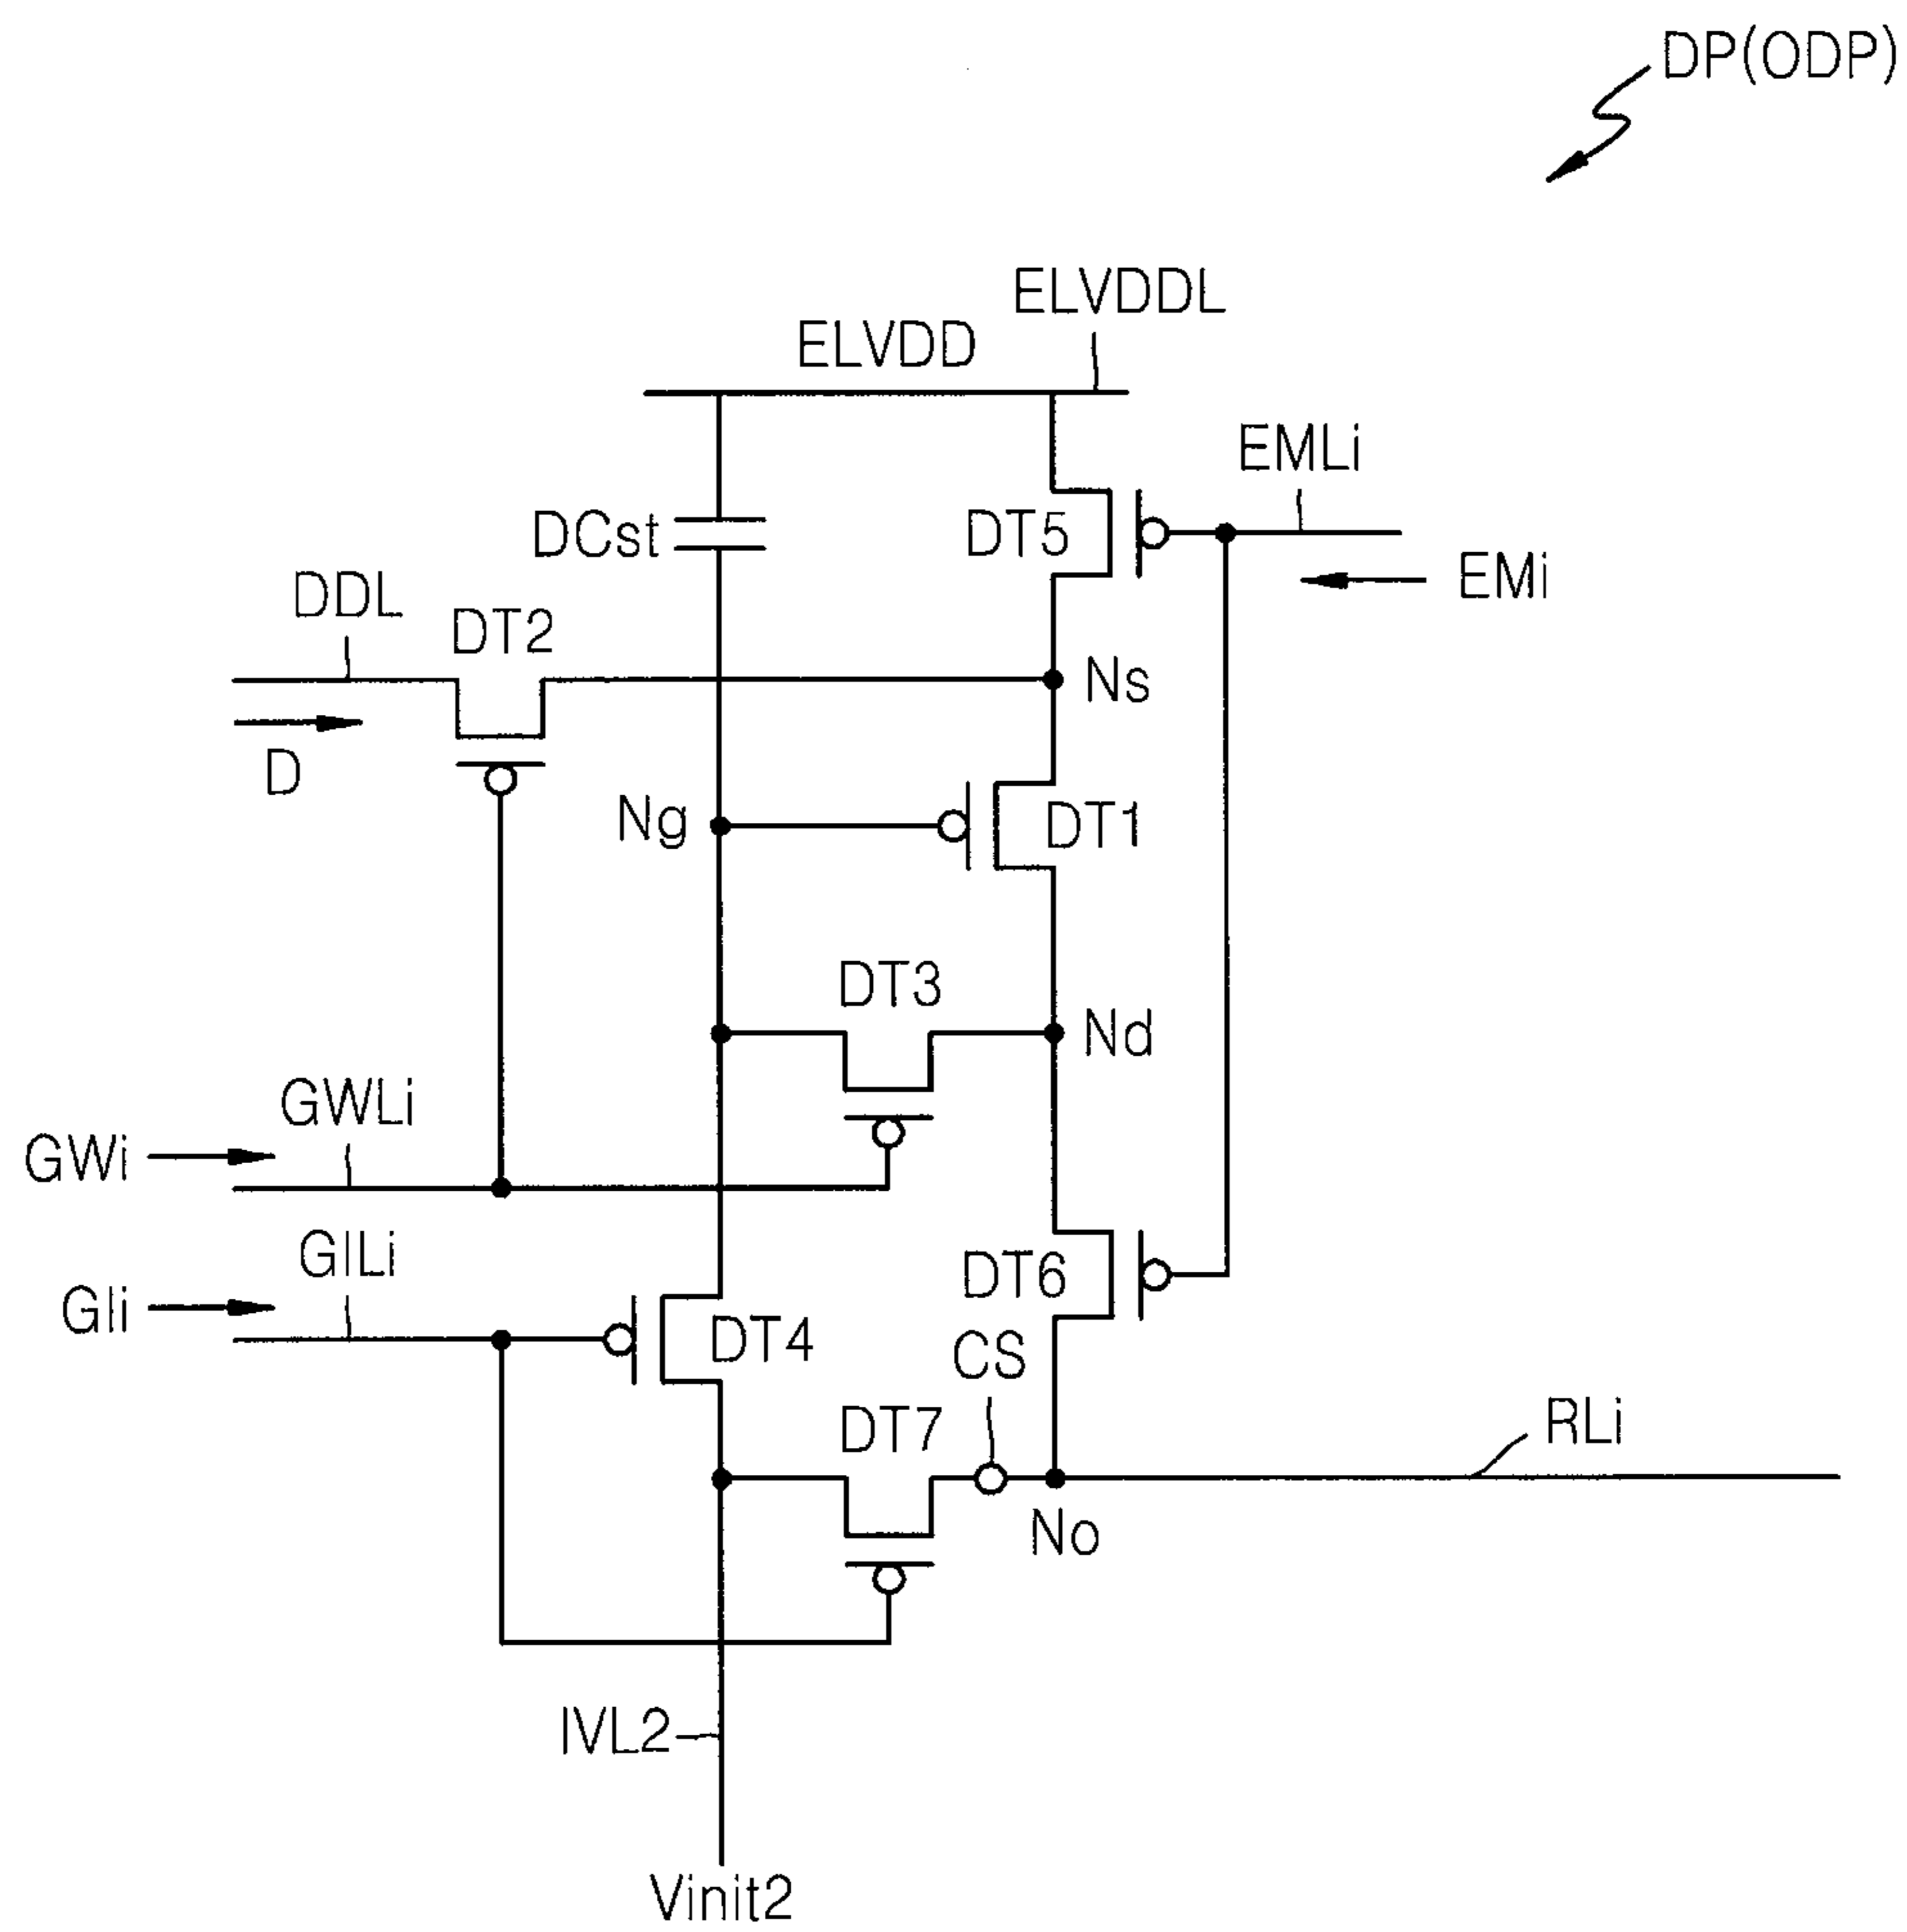 DP(ODP)
ELVDDL
ELVDD
EMLi
DCst
DT5
EMi
DDL
DT2
Ns
D
Ng
DT1
DT3
Nd
GWLi
GWi
GILi
DT6
GIi
DT4
CS
DT7
RLi
No
IVL2
Vinit2